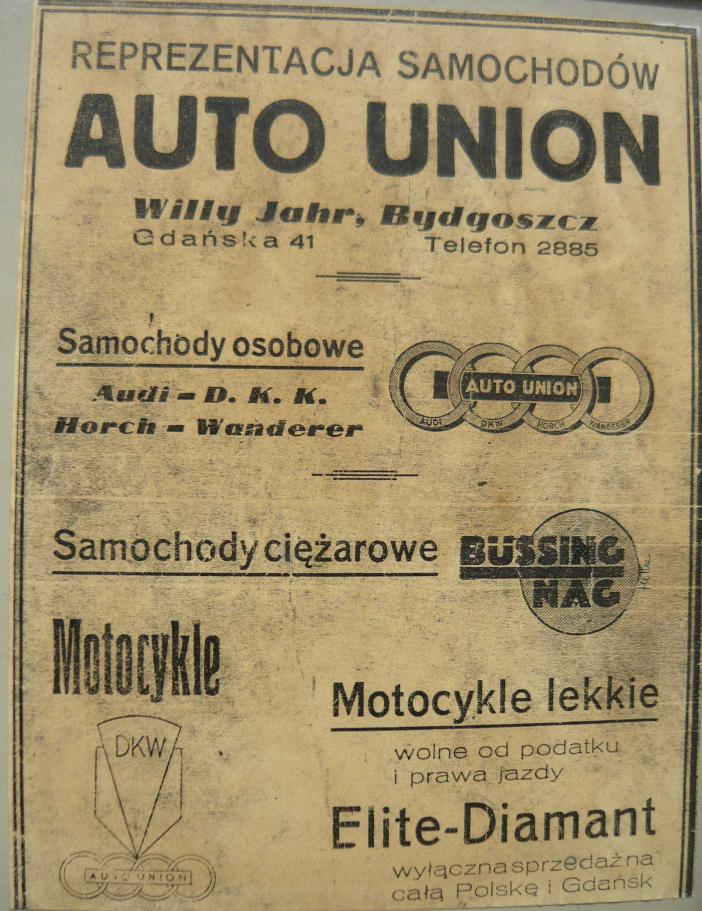 REPREZENTACJA SAMOCHODÓW
AUTO UNION
Willy Jahr, Bydgoszcz
Gdańska 41 Telefon 2885
Samochody osobowe
Audi - D. K. K.
Horch - Wanderer
AUTO UNION
AUDI DKW HORCH WANDERER
Samochody ciężarowe
BÜSSING
NAG
Motocykle
DKW
AUTO UNION
Motocykle lekkie
wolne od podatku
i prawa jazdy
Elite-Diamant
wyłączna sprzedaż na
całą Polskę i Gdańsk